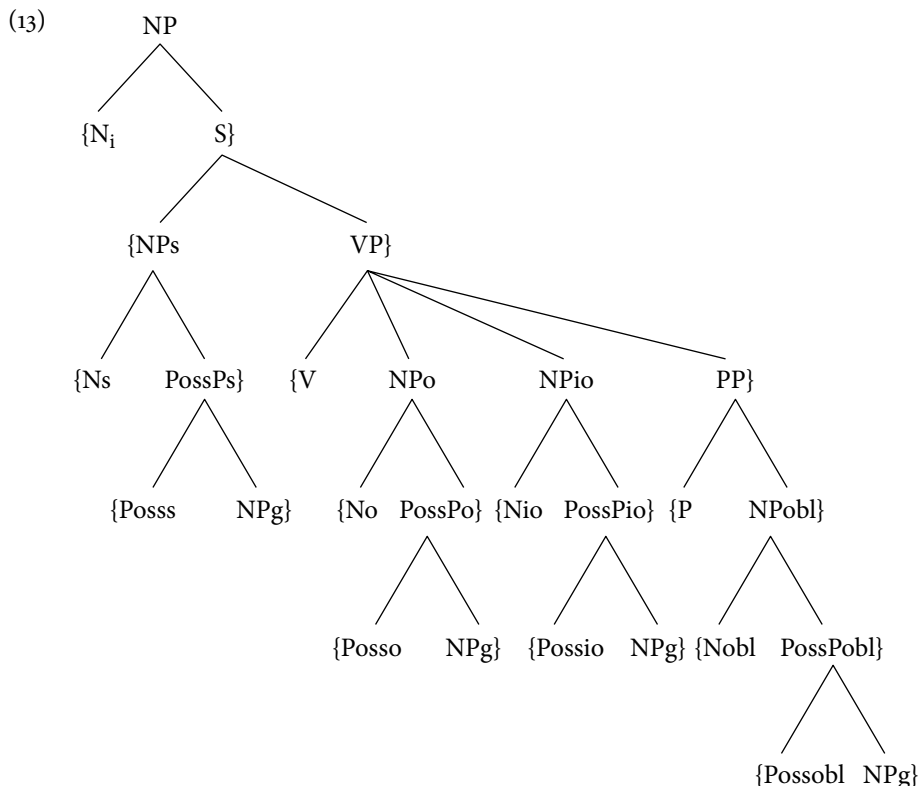 (13) NP
{Ni S}
{NPs VP}
{Ns PossPs} {V NPo NPio PP}
{Posss NPg} {No PossPo} {Nio PossPio} {P NPobl}
{Posso NPg} {Possio NPg} {Nobl PossPobl}
{Possobl NPg}